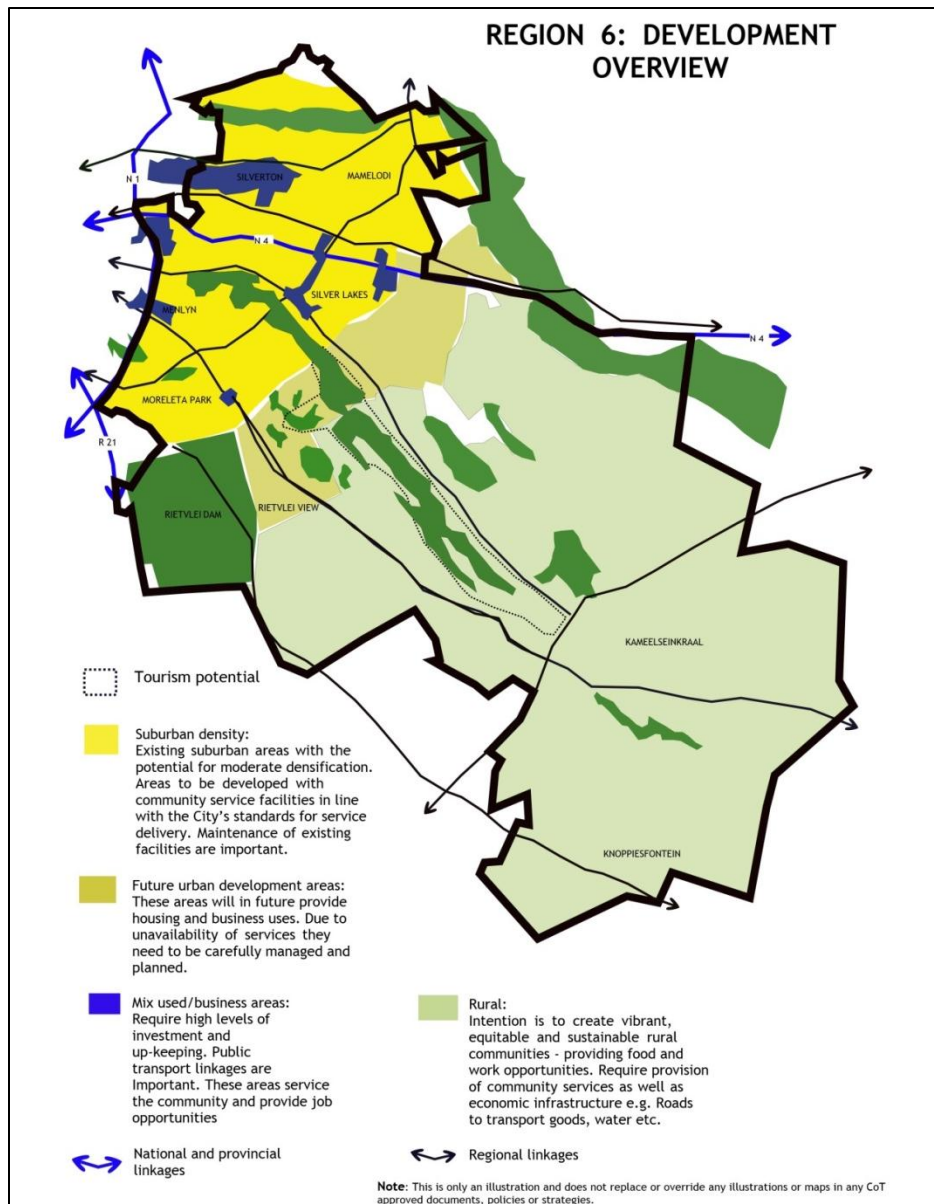 REGION 6: DEVELOPMENT
OVERVIEW
SILVERTON
MAMELODI
N 1
N 4
SILVER LAKES
MENLYN
N 4
MORELETA PARK
R 21
RIETVLEI DAM
RIETVLEI VIEW
KAMEELSEINKRAAL
KNOPPIESFONTEIN
Tourism potential
Suburban density:
Existing suburban areas with the
potential for moderate densification.
Areas to be developed with
community service facilities in line
with the City's standards for service
delivery. Maintenance of existing
facilities are important.
Future urban development areas:
These areas will in future provide
housing and business uses. Due to
unavailability of services they
need to be carefully managed and
planned.
Mix used/business areas:
Require high levels of
investment and
up-keeping. Public
transport linkages are
Important. These areas service
the community and provide job
opportunities
Rural:
Intention is to create vibrant,
equitable and sustainable rural
communities - providing food and
work opportunities. Require provision
of community services as well as
economic infrastructure e.g. Roads
to transport goods, water etc.
National and provincial
linkages
Regional linkages
Note: This is only an illustration and does not replace or override any illustrations or maps in any CoT
approved documents, policies or strategies.